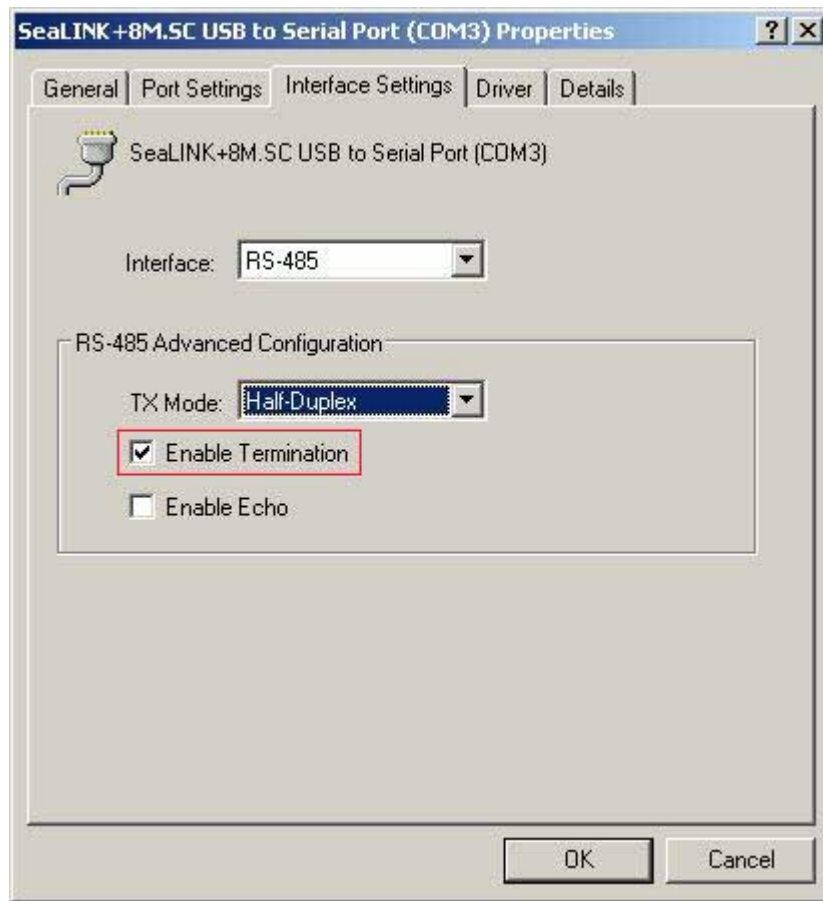 SeaLINK+8M.SC USB to Serial Port (COM3) Properties
General Port Settings Interface Settings Driver Details
SeaLINK+8M.SC USB to Serial Port (COM3)
Interface: RS-485
RS-485 Advanced Configuration
TX Mode: Half-Duplex
Enable Termination
Enable Echo
OK Cancel